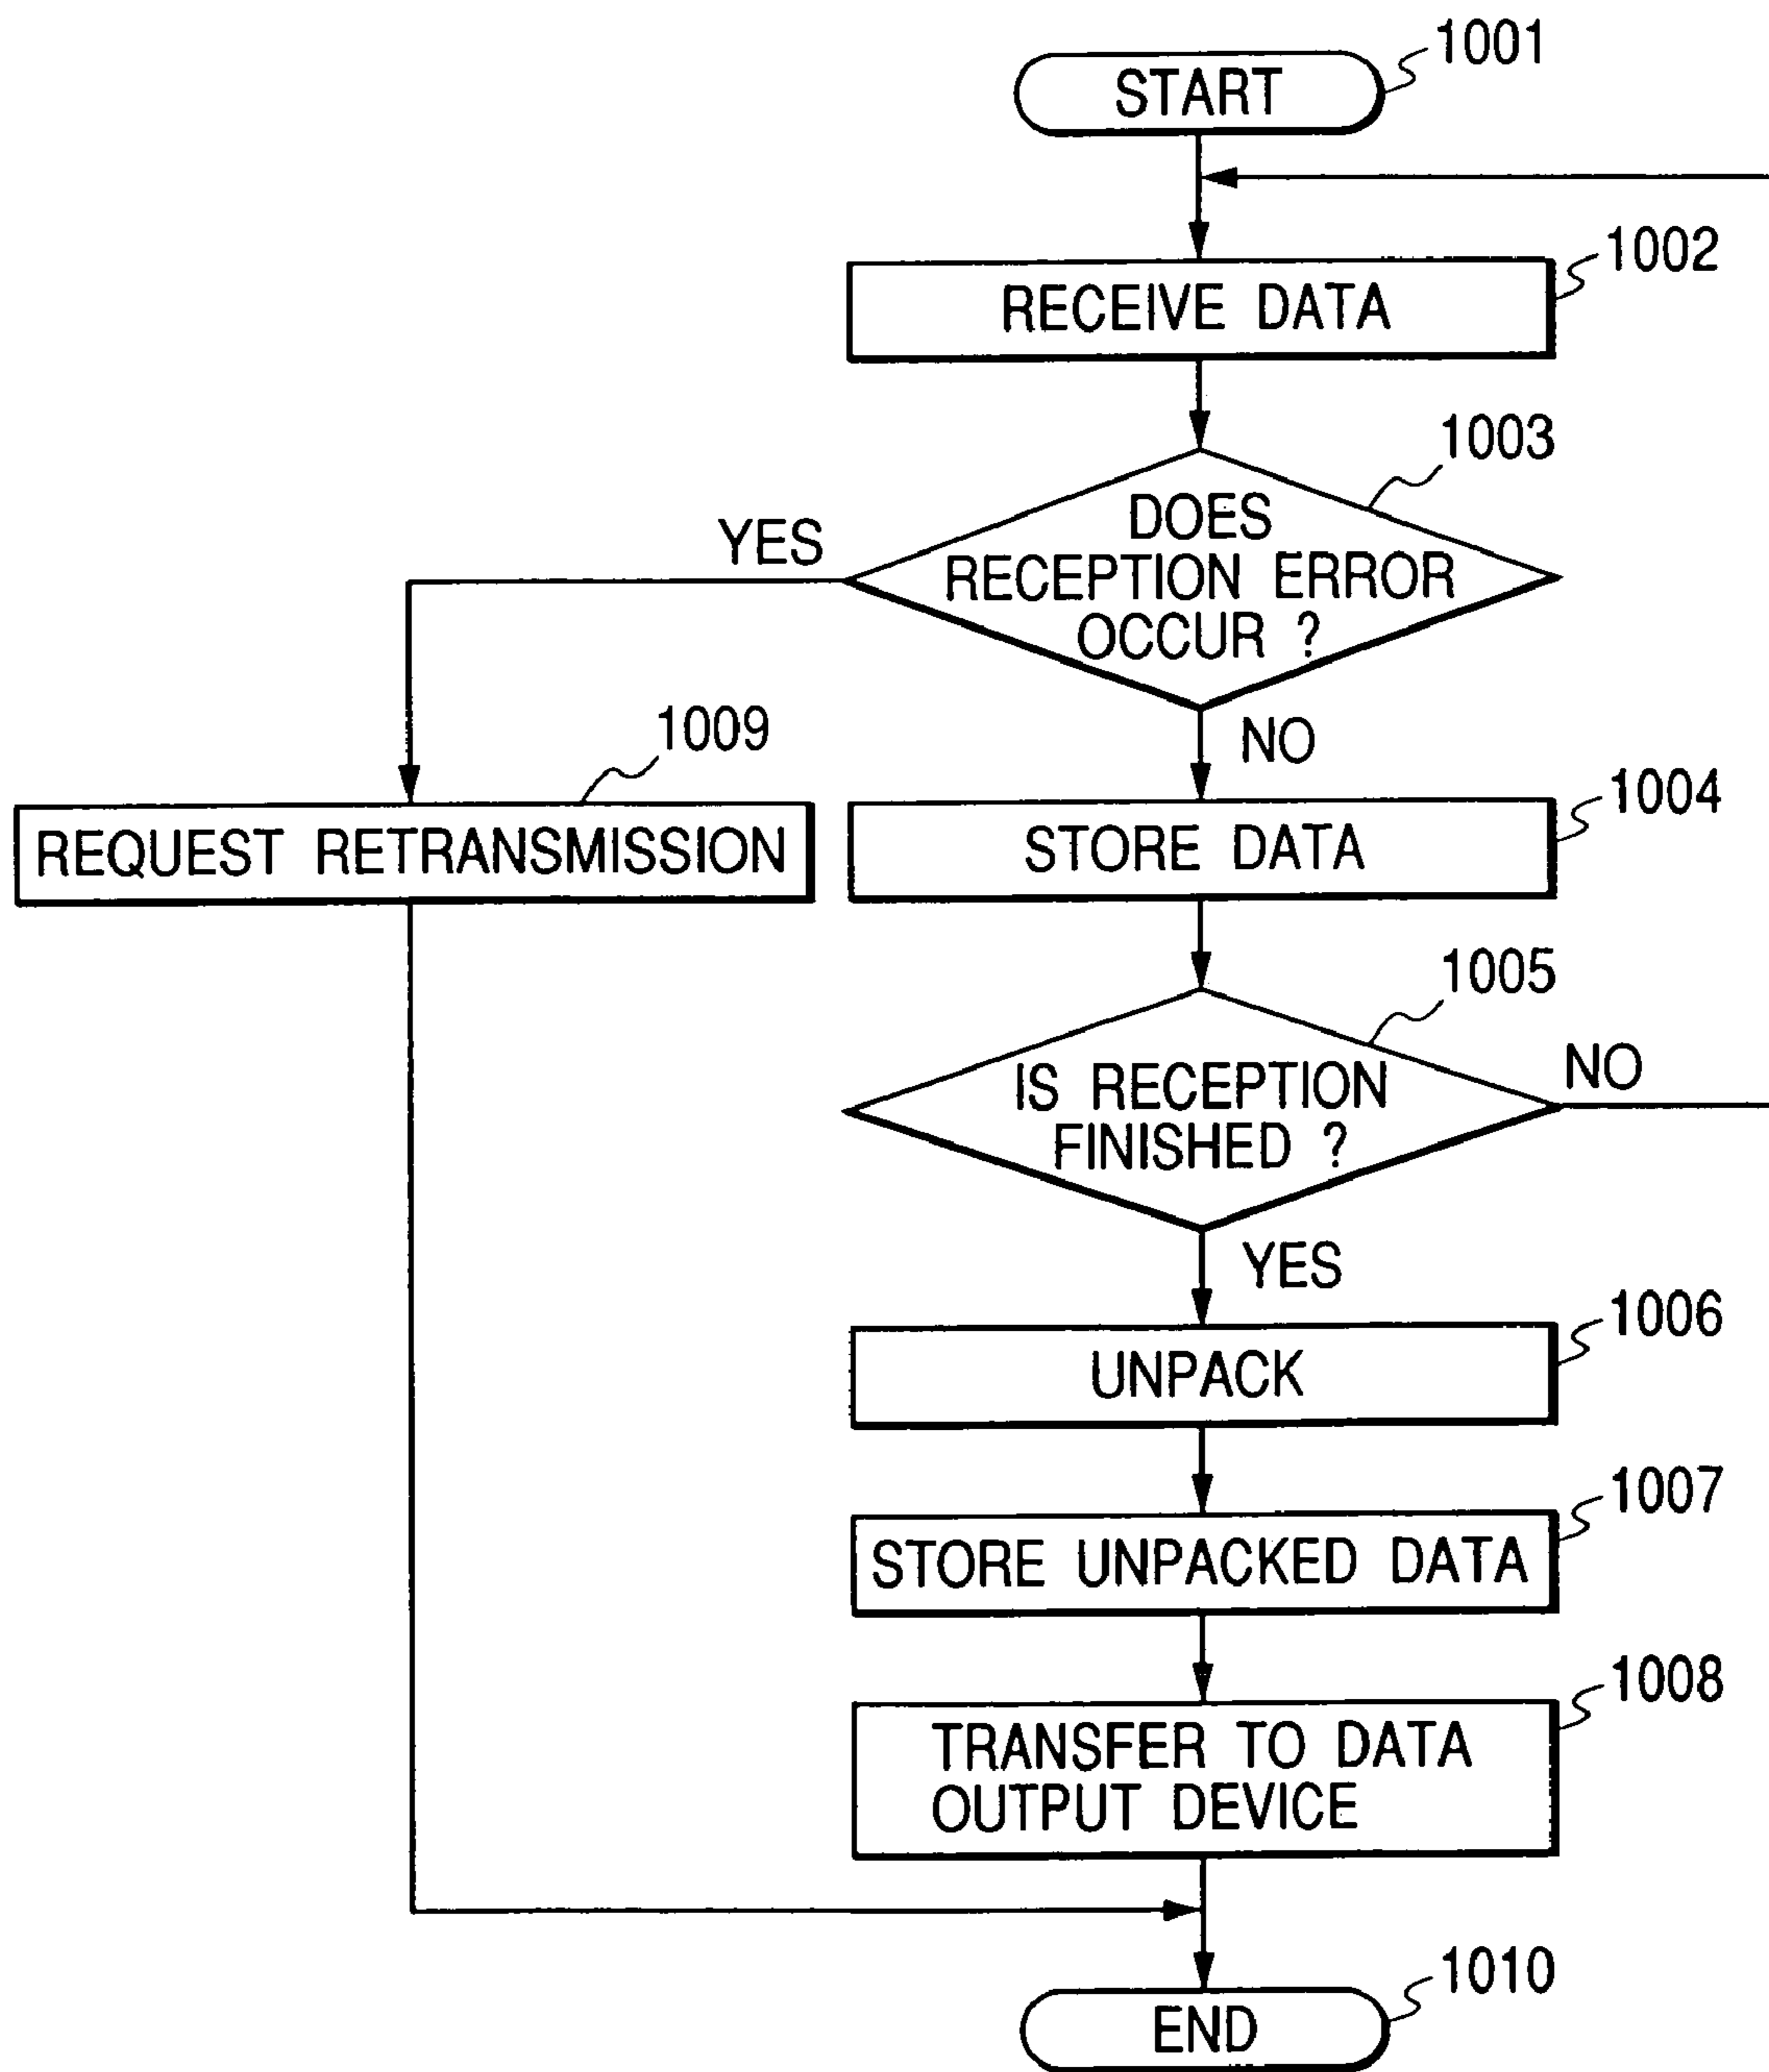 START
1001
RECEIVE DATA
1002
1003
DOES
RECEPTION ERROR
OCCUR ?
YES
NO
1009
REQUEST RETRANSMISSION
1004
STORE DATA
1005
IS RECEPTION
FINISHED ?
NO
YES
1006
UNPACK
1007
STORE UNPACKED DATA
1008
TRANSFER TO DATA
OUTPUT DEVICE
1010
END